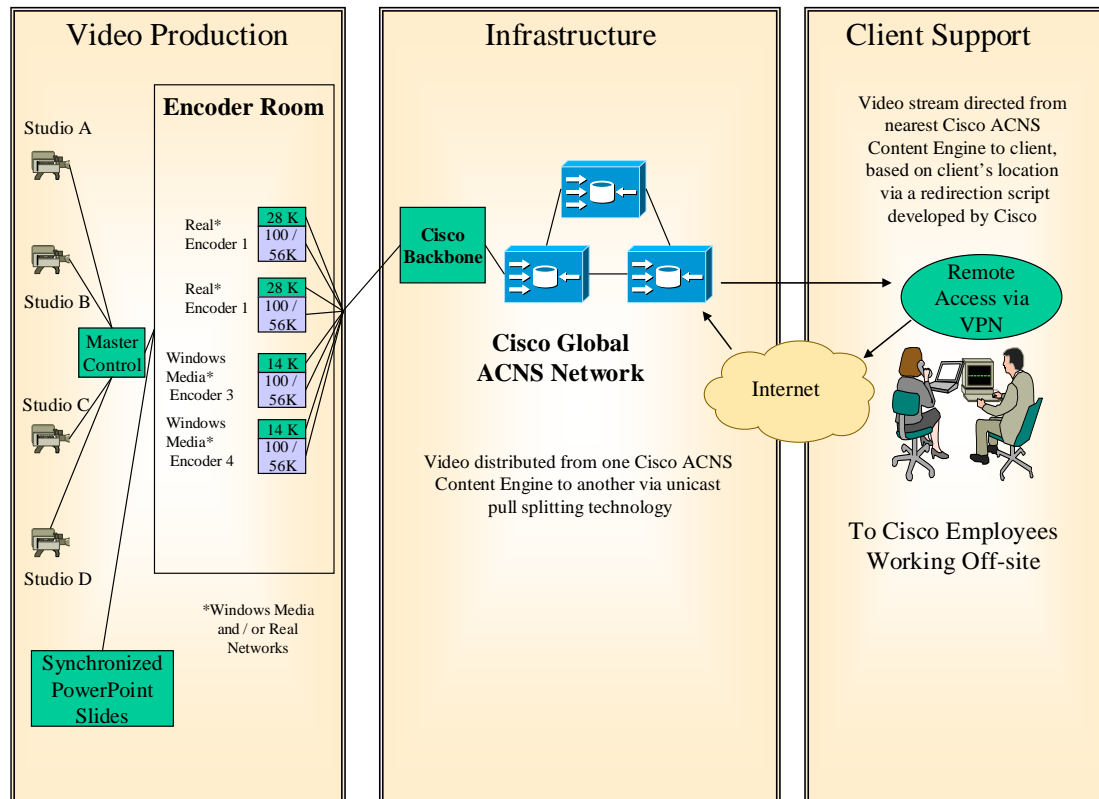 Video Production
Encoder Room
Studio A
Studio B
Master
Control
Studio C
Studio D
Synchronized
PowerPoint
Slides
Real*
Encoder 1
28 K
100 /
56K
Real*
Encoder 1
28 K
100 /
56K
Windows
Media*
Encoder 3
14 K
100 /
56K
Windows
Media*
Encoder 4
14 K
100 /
56K
*Windows Media
and / or Real
Networks
Infrastructure
Cisco
Backbone
Cisco Global
ACNS Network
Internet
Video distributed from one Cisco ACNS
Content Engine to another via unicast
pull splitting technology
Client Support
Video stream directed from
nearest Cisco ACNS
Content Engine to client,
based on client’s location
via a redirection script
developed by Cisco
Remote
Access via
VPN
To Cisco Employees
Working Off-site